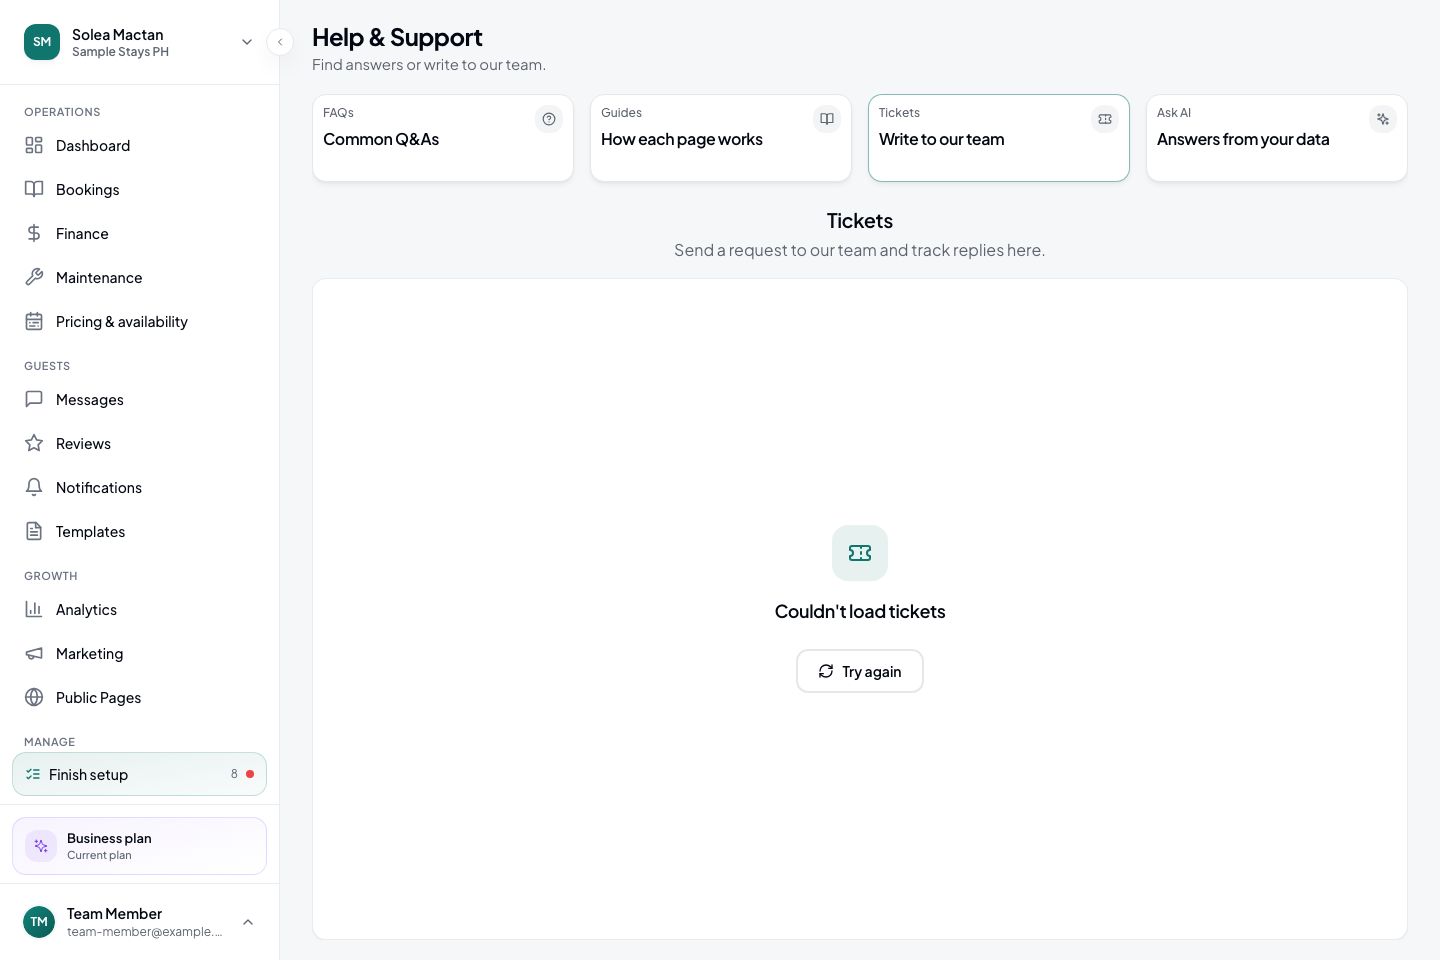 SM
Solea Mactan
Sample Stays PH
OPERATIONS
Dashboard
Bookings
Finance
Maintenance
Pricing & availability
GUESTS
Messages
Reviews
Notifications
Templates
GROWTH
Analytics
Marketing
Public Pages
MANAGE
Finish setup 8
Business plan
Current plan
TM
Team Member
team-member@example....
Help & Support
Find answers or write to our team.
FAQs
Common Q&As
Guides
How each page works
Tickets
Write to our team
Ask AI
Answers from your data
Tickets
Send a request to our team and track replies here.
Couldn't load tickets
Try again